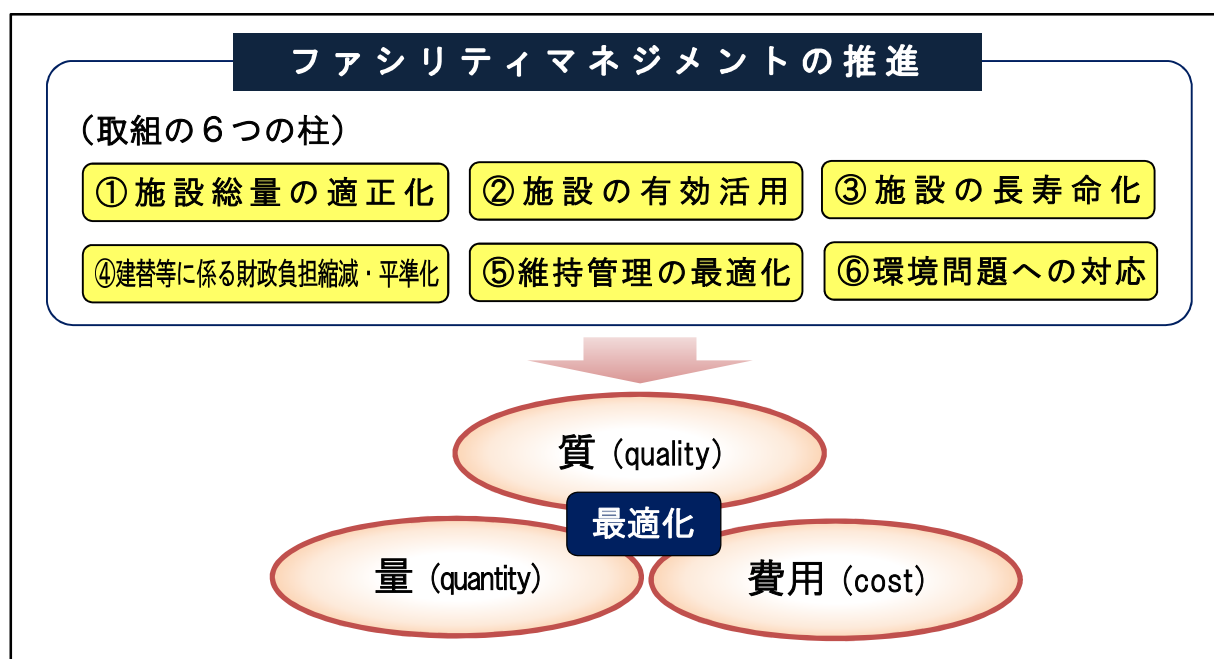 ファシリティマネジメントの推進
（取組の６つの柱）
①施設総量の適正化
②施設の有効活用
③施設の長寿命化
④建替等に係る財政負担縮減・平準化
⑤維持管理の最適化
⑥環境問題への対応
質（quality）
最適化
量（quantity）
費用（cost）